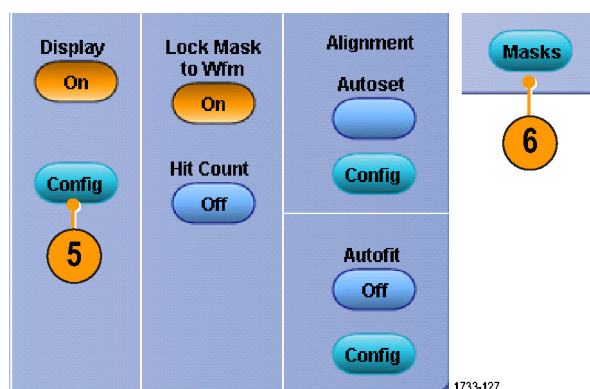 Display
On
Config
5
Lock Mask
to Wfm
On
Hit Count
Off
Alignment
Autoset
Config
Autofit
Off
Config
Masks
6
1733-127